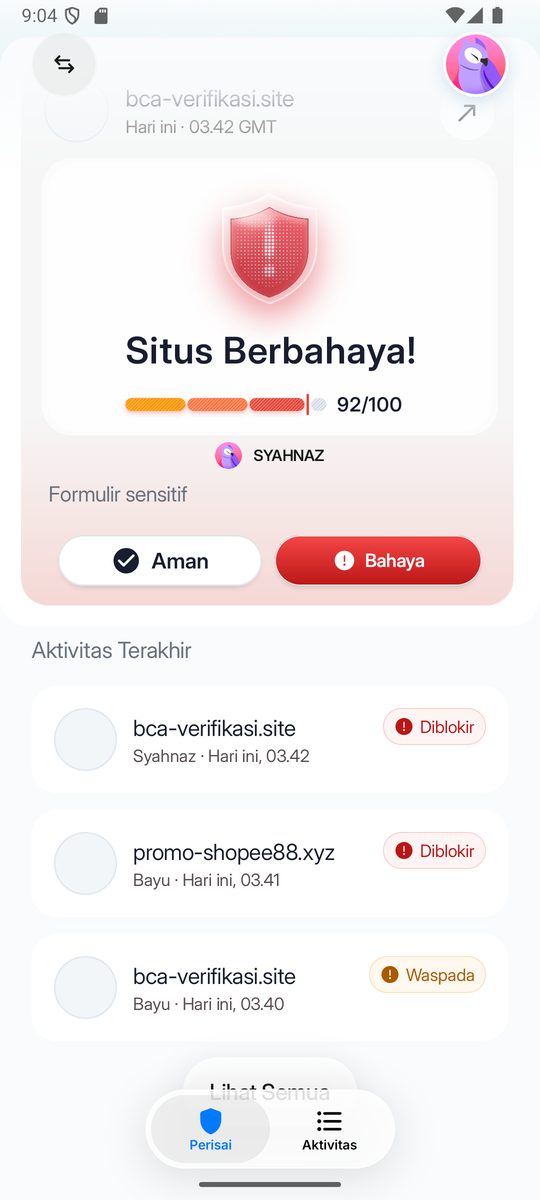 9:04
bca-verifikasi.site
Hari ini · 03.42 GMT
Situs Berbahaya!
92/100
SYAHNAZ
Formulir sensitif
Aman
Bahaya
Aktivitas Terakhir
bca-verifikasi.site
Diblokir
Syahnaz · Hari ini, 03.42
promo-shopee88.xyz
Diblokir
Bayu · Hari ini, 03.41
bca-verifikasi.site
Waspada
Bayu · Hari ini, 03.40
Lihat Semua
Perisai
Aktivitas